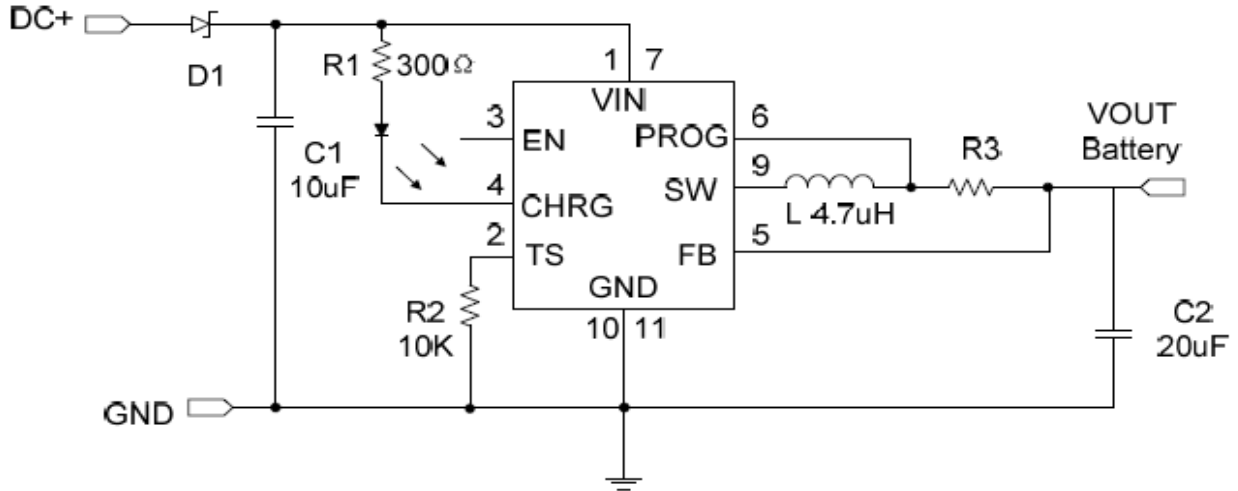 DC+
D1
C1
10uF
R1 300Ω
1 7
VIN
3
EN
4
CHRG
2
TS
R2
10K
GND
10 11
PROG
6
SW
9
L 4.7uH
FB
5
R3
VOUT
Battery
C2
20uF
GND